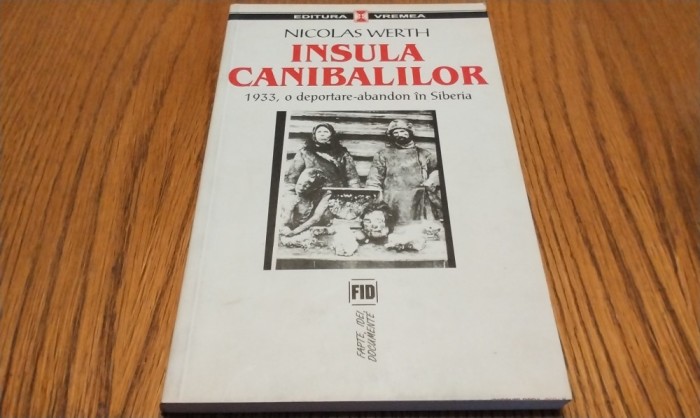 EDITURA VREMEA
NICOLAS WERTH
INSULA
CANIBALILOR
1933, o deportare-abandon în Siberia
FID
FAPTE, IDEI,
DOCUMENTE